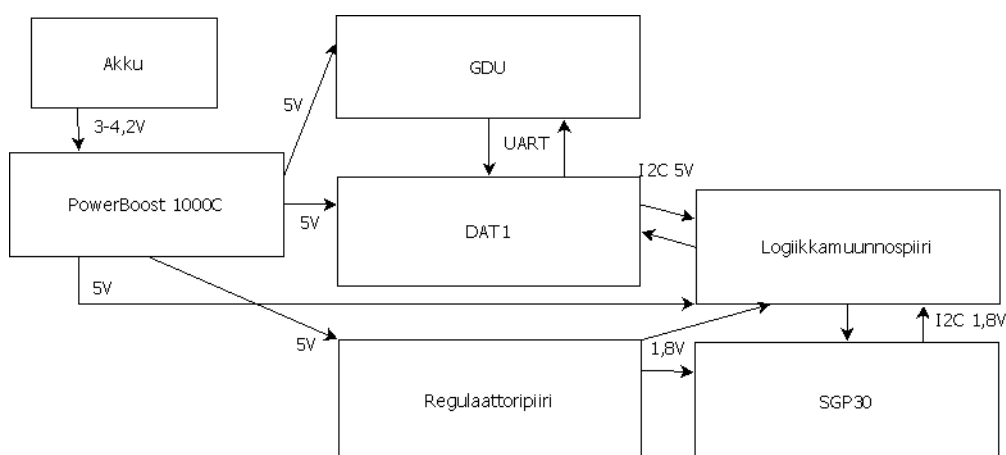 Akku
GDU
3-4,2V
5V
UART
PowerBoost 1000C
5V
DAT1
I2C 5V
Logiikkamuunnospiiri
5V
5V
1,8V
I2C 1,8V
Regulaattoripiiri
SGP30